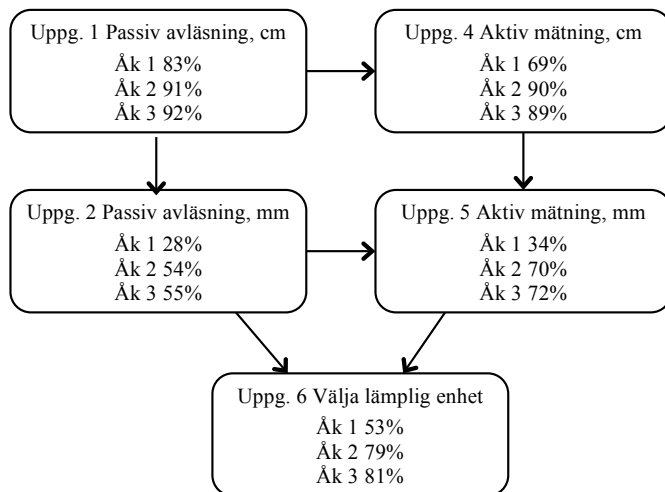 Uppg. 1 Passiv avläsning, cm
Åk 1 83%
Åk 2 91%
Åk 3 92%
Uppg. 4 Aktiv mätning, cm
Åk 1 69%
Åk 2 90%
Åk 3 89%
Uppg. 2 Passiv avläsning, mm
Åk 1 28%
Åk 2 54%
Åk 3 55%
Uppg. 5 Aktiv mätning, mm
Åk 1 34%
Åk 2 70%
Åk 3 72%
Uppg. 6 Välja lämplig enhet
Åk 1 53%
Åk 2 79%
Åk 3 81%